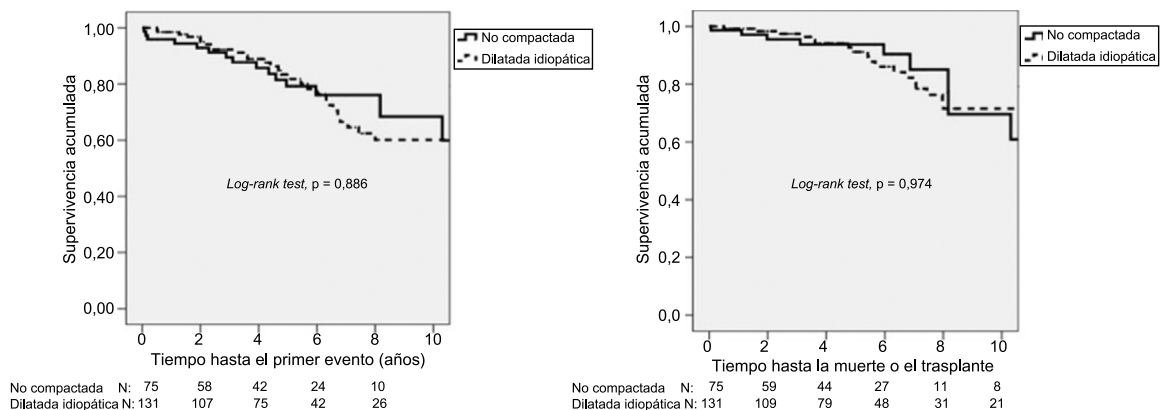 1,00
0,80
0,60
0,40
0,20
0,00
Supervivencia acumulada
No compactada
Dilatada idiopática
Log-rank test, p = 0,886
0 2 4 6 8 10
Tiempo hasta el primer evento (años)
No compactada N: 75 58 42 24 10
Dilatada idiopática N: 131 107 75 42 26
1,0
0,8
0,6
0,4
0,2
0,0
Supervivencia acumulada
No compactada
Dilatada idiopática
Log-rank test, p = 0,974
0 2 4 6 8 10
Tiempo hasta la muerte o el trasplante
No compactada N: 75 59 44 27 11 8
Dilatada idiopática N: 131 109 79 48 31 21